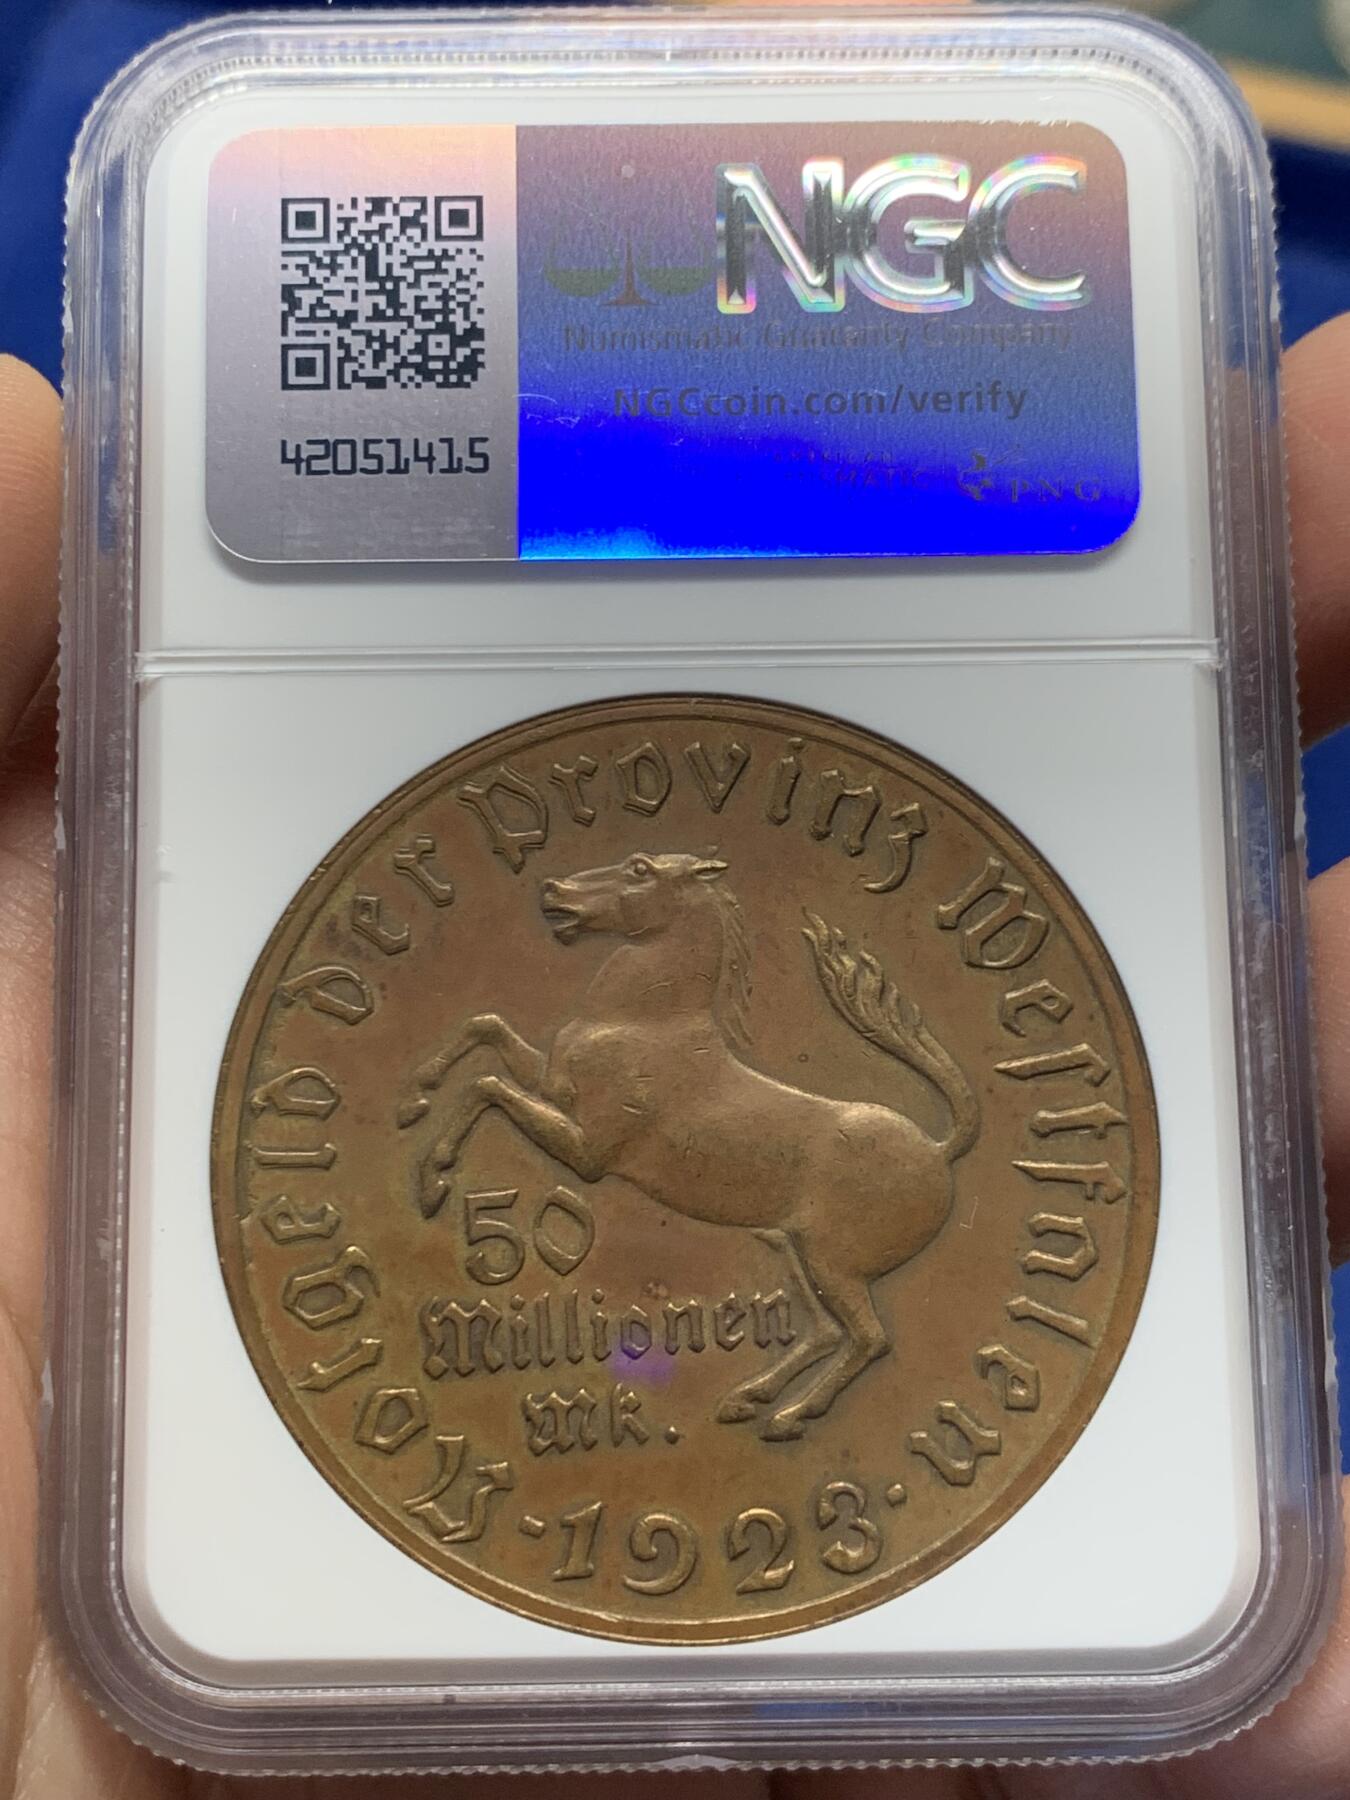 NGC
Numismatic Guaranty Company
NGCcoin.com/verify
PNG
42051415
Notgeld der Provinz Westfalen
50
Millionen
Mk.
· 1923 ·